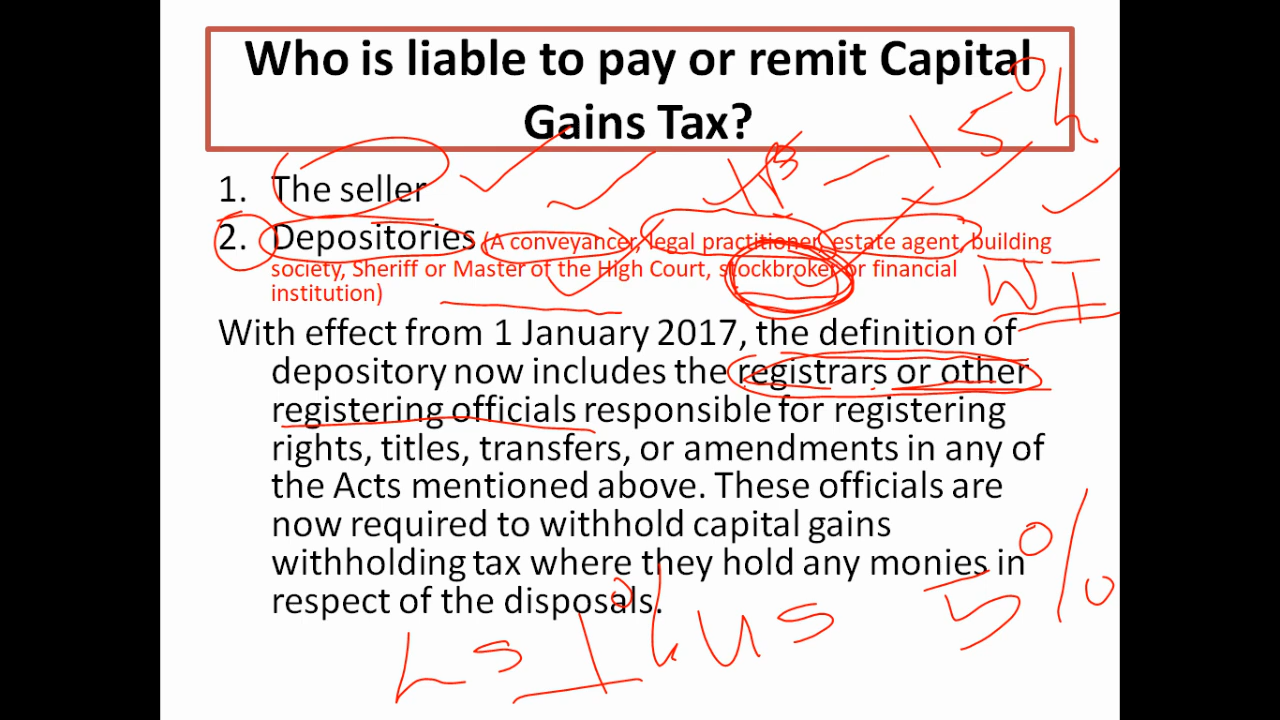 Who is liable to pay or remit Capital
Gains Tax?
1. The seller
2. Depositories (A conveyancer, legal practitioner, estate agent, building
society, Sheriff or Master of the High Court, stockbroker or financial
institution)
With effect from 1 January 2017, the definition of
depository now includes the registrars or other
registering officials responsible for registering
rights, titles, transfers, or amendments in any of
the Acts mentioned above. These officials are
now required to withhold capital gains
withholding tax where they hold any monies in
respect of the disposals.
15%
5%